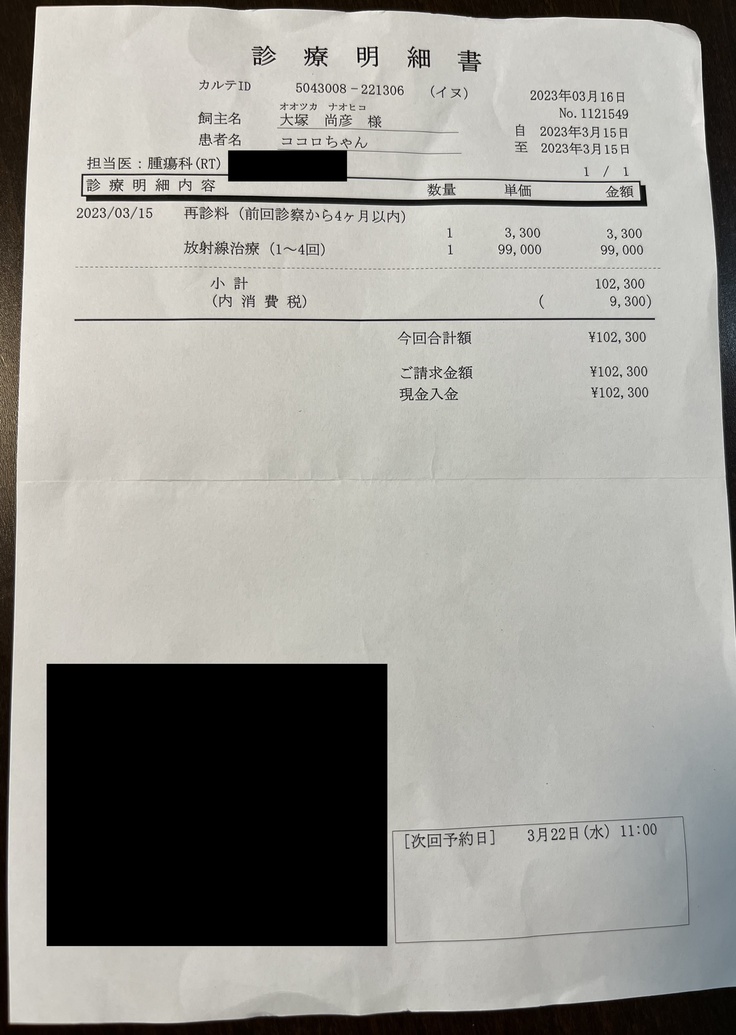 診療明細書
カルテID 5043008-221306 (イヌ)
2023年03月16日
No.1121549
オオツカ ナオヒコ
飼主名 大塚 尚彦 様
自 2023年3月15日
患者名 ココロちゃん
至 2023年3月15日
担当医:腫瘍科(RT)
1 / 1
診療明細内容 数量 単価 金額
2023/03/15 再診料(前回診察から4ヶ月以内)
1 3,300 3,300
放射線治療(1〜4回) 1 99,000 99,000
小計 102,300
(内消費税) ( 9,300)
今回合計額 ¥102,300
ご請求金額 ¥102,300
現金入金 ¥102,300
[次回予約日] 3月22日(水) 11:00